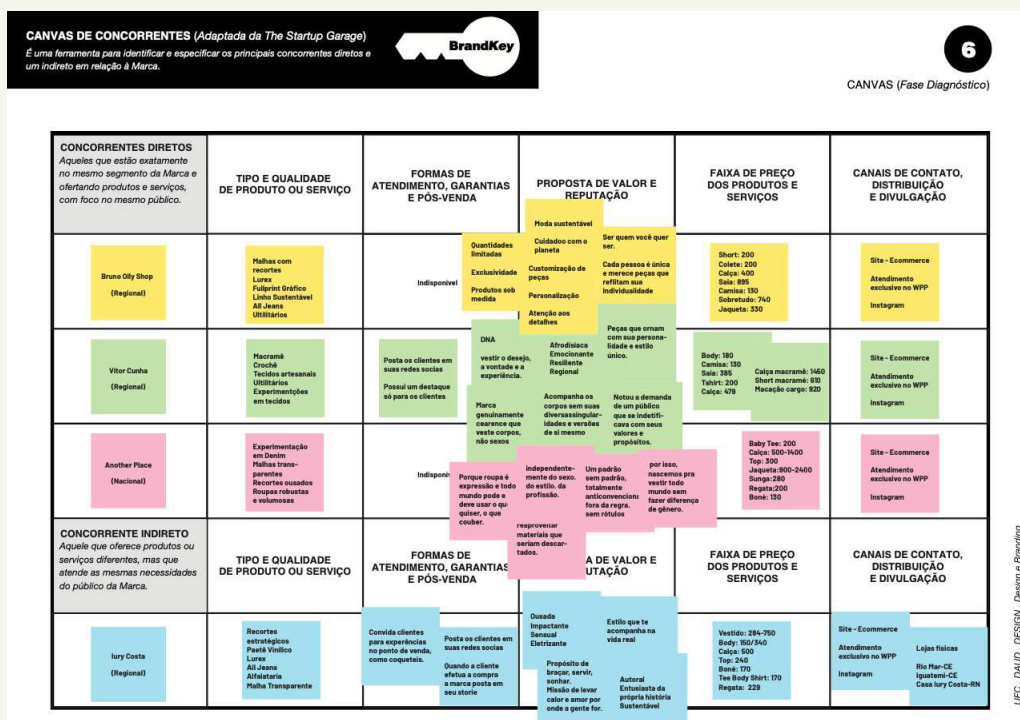 CANVAS DE CONCORRENTES (Adaptada da The Startup Garage)
É uma ferramenta para identificar e especificar os principais concorrentes diretos e
um indireto em relação à Marca.
BrandKey
6
CANVAS (Fase Diagnóstico)
CONCORRENTES DIRETOS
Aqueles que estão exatamente
no mesmo segmento da Marca e
ofertando produtos e serviços,
com foco no mesmo público.
TIPO E QUALIDADE
DE PRODUTO OU SERVIÇO
FORMAS DE
ATENDIMENTO, GARANTIAS
E PÓS-VENDA
PROPOSTA DE VALOR E
REPUTAÇÃO
FAIXA DE PREÇO
DOS PRODUTOS E
SERVIÇOS
CANAIS DE CONTATO,
DISTRIBUIÇÃO
E DIVULGAÇÃO
Bruno Olly Shop
(Regional)
Malhas com
recortes
Lurex
Fullprint Gráfico
Linho Sustentável
All Jeans
Ultilitários
Indisponível
Quantidades
limitadas
Exclusividade
Produtos sob
medida
Moda sustentável
Cuidadoo com o
planeta
Customização de
peças
Personalização
Atenção aos
detalhes
Ser quem você quer
ser.
Cada pessoa é única
e merece peças que
reflitam sua
individualidade
Short: 200
Colete: 200
Calça: 400
Saia: 895
Camisa: 130
Sobretudo: 740
Jaqueta: 330
Site - Ecommerce
Atendimento
exclusivo no WPP
Instagram
Vitor Cunha
(Regional)
Macramê
Crochê
Tecidos artesanais
Ultilitários
Experimentções
em tecidos
Posta os clientes em
suas redes socias
Possui um destaque
só para os clientes
DNA
vestir o desejo,
a vontade e a
experiência.
Afrodisíaca
Emocionante
Resiliente
Regional
Peças que ornam
com sua persona-
lidade e estilo
único.
Marca
genuinamente
cearence que
veste corpos,
não sexos
Acompanha os
corpos sem suas
diversassingular-
idades e versões
de si mesmo
Notou a demanda
de um público
que se indetifi-
cava com seus
valores e
propósitos.
Body: 180
Camisa: 130
Saia: 385
Tshirt: 200
Calça: 479
Calça macramê: 1450
Short macramê: 610
Macação cargo: 920
Site - Ecommerce
Atendimento
exclusivo no WPP
Instagram
Another Place
(Nacional)
Experimentação
em Denim
Malhas trans-
parentes
Recortes ousados
Roupas robustas
e volumosas
Indisponí
Porque roupa é
expressão e todo
mundo pode e
deve usar o qu
quiser, o que
couber.
independente-
mente do sexo.
do estilo. da
profissão.
reaproveitar
materiais que
seriam descar-
tados.
Um padrão
sem padrão,
totalmente
anticonvenciona
fora da regra.
sem rótulos
por isso,
nascemos pra
vestir todo
mundo sem
fazer diferença
de gênero.
Baby Tee: 200
Calça: 500-1400
Top: 300
Jaqueta:900-2400
Sunga:280
Regata:200
Boné: 130
Site - Ecommerce
Atendimento
exclusivo no WPP
Instagram
CONCORRENTE INDIRETO
Aquele que oferece produtos ou
serviços diferentes, mas que
atende as mesmas necessidades
do público da Marca.
TIPO E QUALIDADE
DE PRODUTO OU SERVIÇO
FORMAS DE
ATENDIMENTO, GARANTIAS
E PÓS-VENDA
A DE VALOR E
UTAÇÃO
FAIXA DE PREÇO
DOS PRODUTOS E
SERVIÇOS
CANAIS DE CONTATO,
DISTRIBUIÇÃO
E DIVULGAÇÃO
Iury Costa
(Regional)
Recortes
estratégicos
Paetê Vinílico
Lurex
All Jeans
Alfaiataria
Malha Transparente
Convida clientes
para experências
no ponto de venda,
como coqueteis.
Posta os clientes em
suas redes socias
Quando a cliente
efetua a compra
a marca posta em
seu storie
Ousada
Impactante
Sensual
Eletrizante
Estilo que te
acompanha na
vida real
Propósito de
braçar, servir,
sonhar.
Missão de levar
calor e amor por
onde a gente for.
Autoral
Entusiasta da
própria história
Sustentável
Vestido: 284-750
Body: 150/340
Calça: 500
Top: 240
Boné: 170
Tee Body Shirt: 170
Regata: 229
Site - Ecommerce
Atendimento
exclusivo no WPP
Instagram
Lojas físicas
Rio Mar-CE
Iguatemi-CE
Casa Iury Costa-RN
UFC . DAUD . DESIGN . Design e Branding